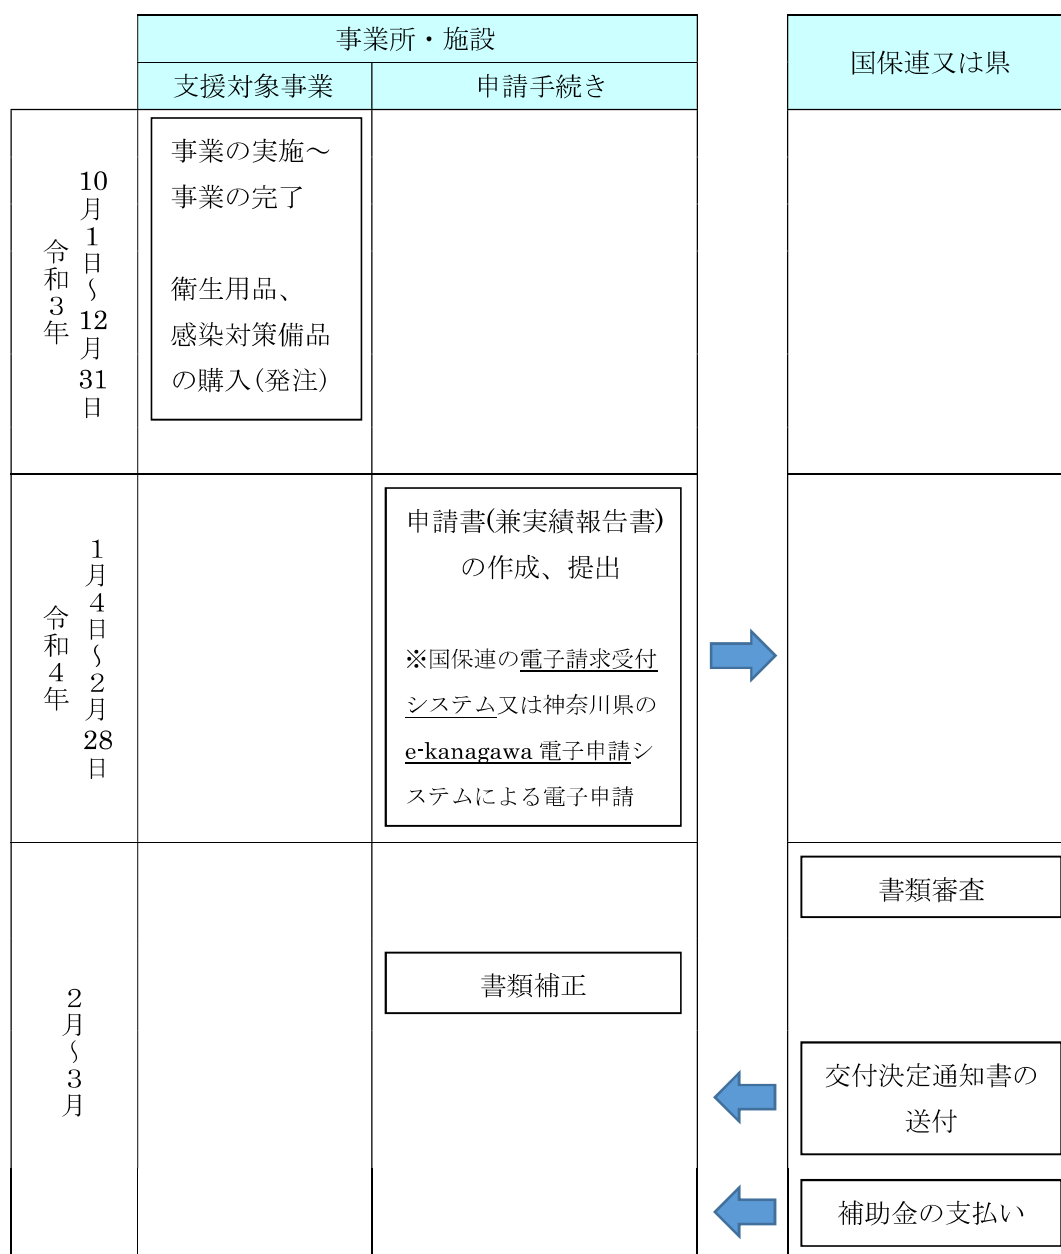 事業所・施設
国保連又は県
支援対象事業
申請手続き
令和３年
10月１日～12月31日
事業の実施～
事業の完了
衛生用品、
感染対策備品
の購入（発注）
令和４年
１月４日～２月28日
申請書(兼実績報告書)
の作成、提出
※国保連の電子請求受付
システム又は神奈川県の
e-kanagawa 電子申請シ
ステムによる電子申請
２月～３月
書類審査
書類補正
交付決定通知書の
送付
補助金の支払い